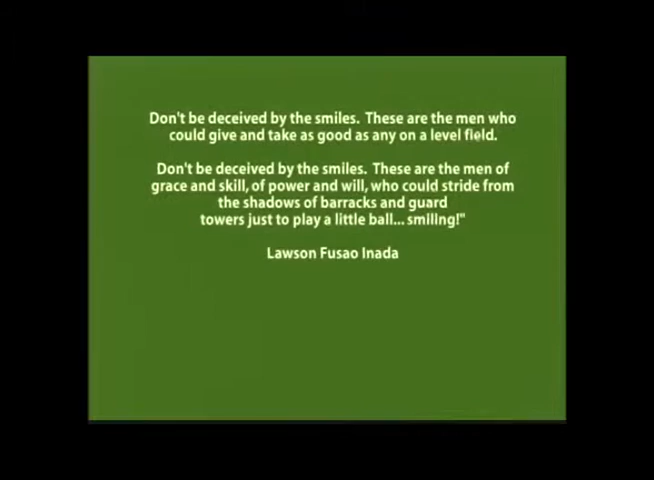 Don't be deceived by the smiles. These are the men who
could give and take as good as any on a level field.
Don't be deceived by the smiles. These are the men of
grace and skill, of power and will, who could stride from
the shadows of barracks and guard
towers just to play a little ball... smiling!"
Lawson Fusao Inada